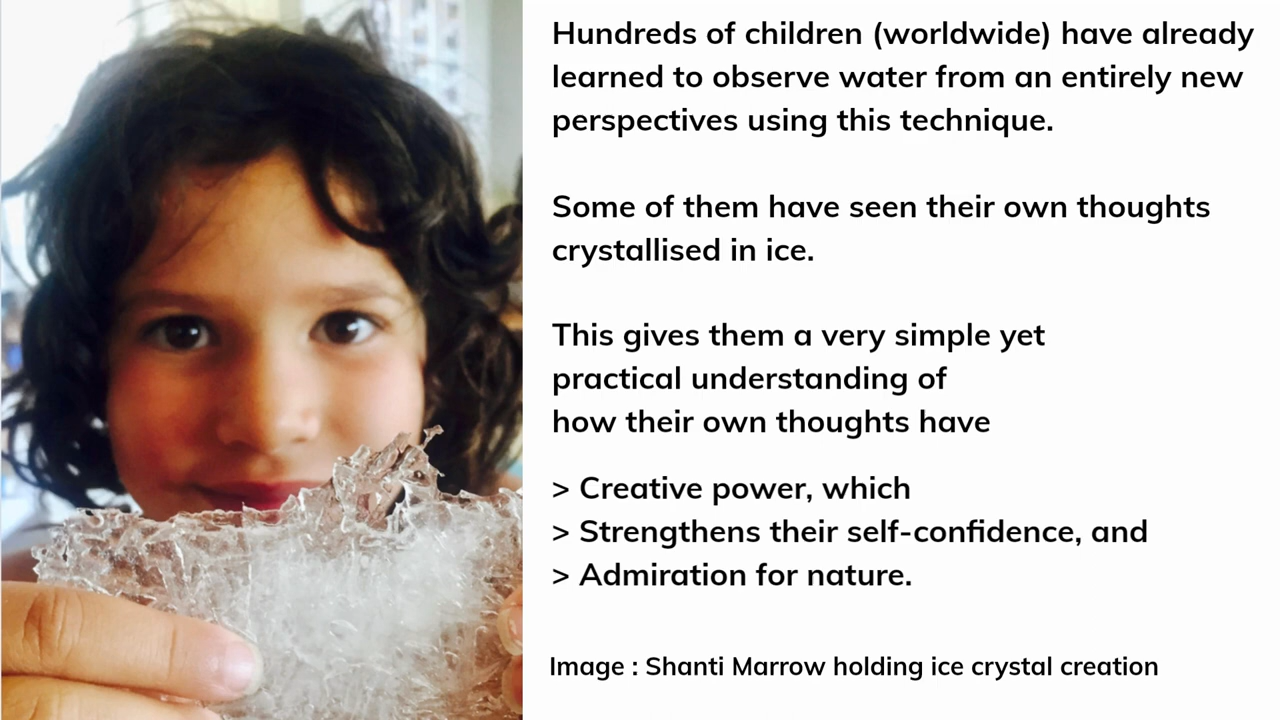 Hundreds of children (worldwide) have already
learned to observe water from an entirely new
perspectives using this technique.
Some of them have seen their own thoughts
crystallised in ice.
This gives them a very simple yet
practical understanding of
how their own thoughts have
> Creative power, which
> Strengthens their self-confidence, and
> Admiration for nature.
Image : Shanti Marrow holding ice crystal creation